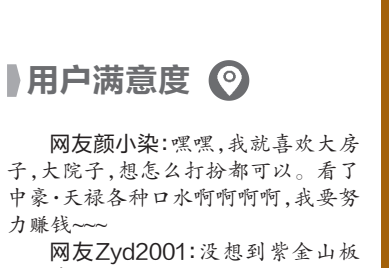 用户满意度
网友颜小染：嘿嘿，我就喜欢大房
子，大院子，想怎么打扮都可以。看了
中豪·天禄各种口水啊啊啊啊，我要努
力赚钱~~~
网友Zyd2001：没想到紫金山板